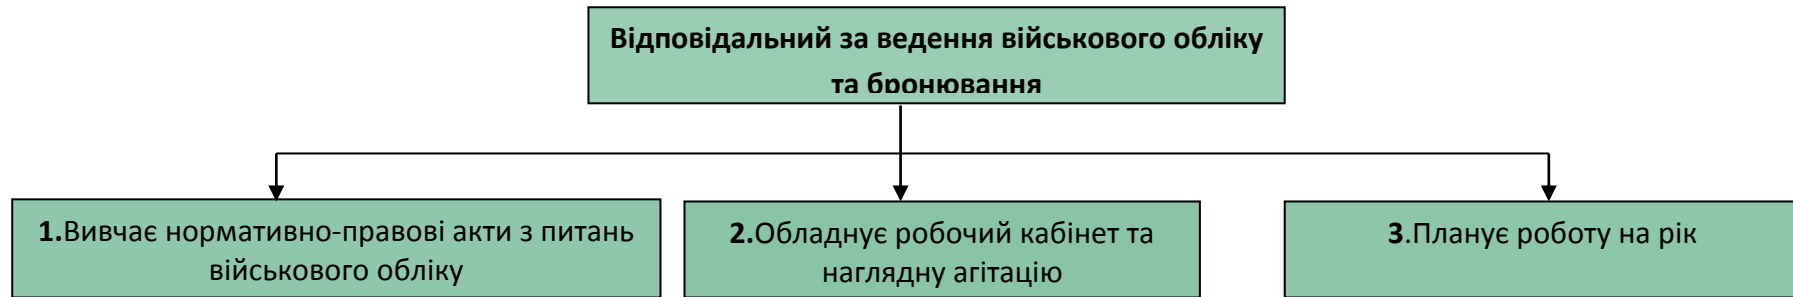 Відповідальний за ведення військового обліку
та бронювання
1.Вивчає нормативно-правові акти з питань
військового обліку
2.Обладнує робочий кабінет та
наглядну агітацію
3.Планує роботу на рік